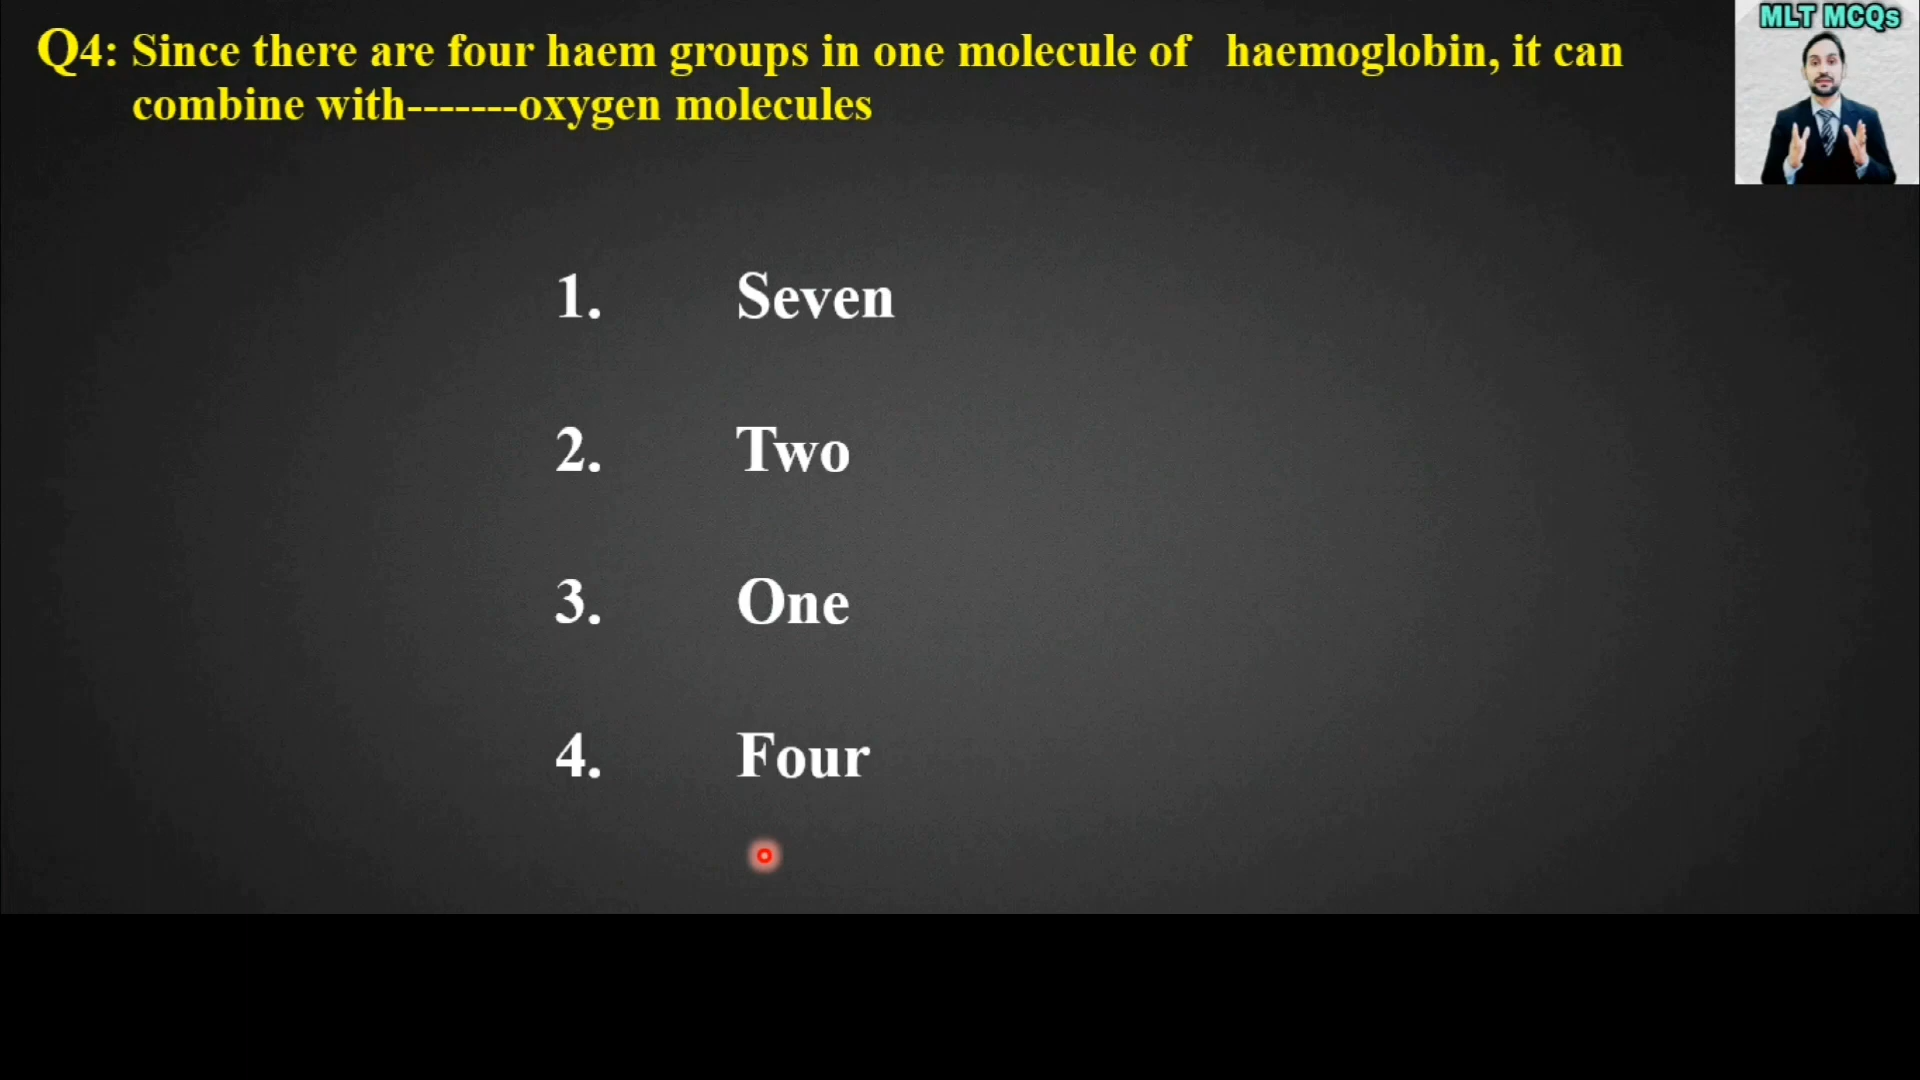 MLT MCQs
Q4: Since there are four haem groups in one molecule of haemoglobin, it can
combine with-------oxygen molecules
1. Seven
2. Two
3. One
4. Four